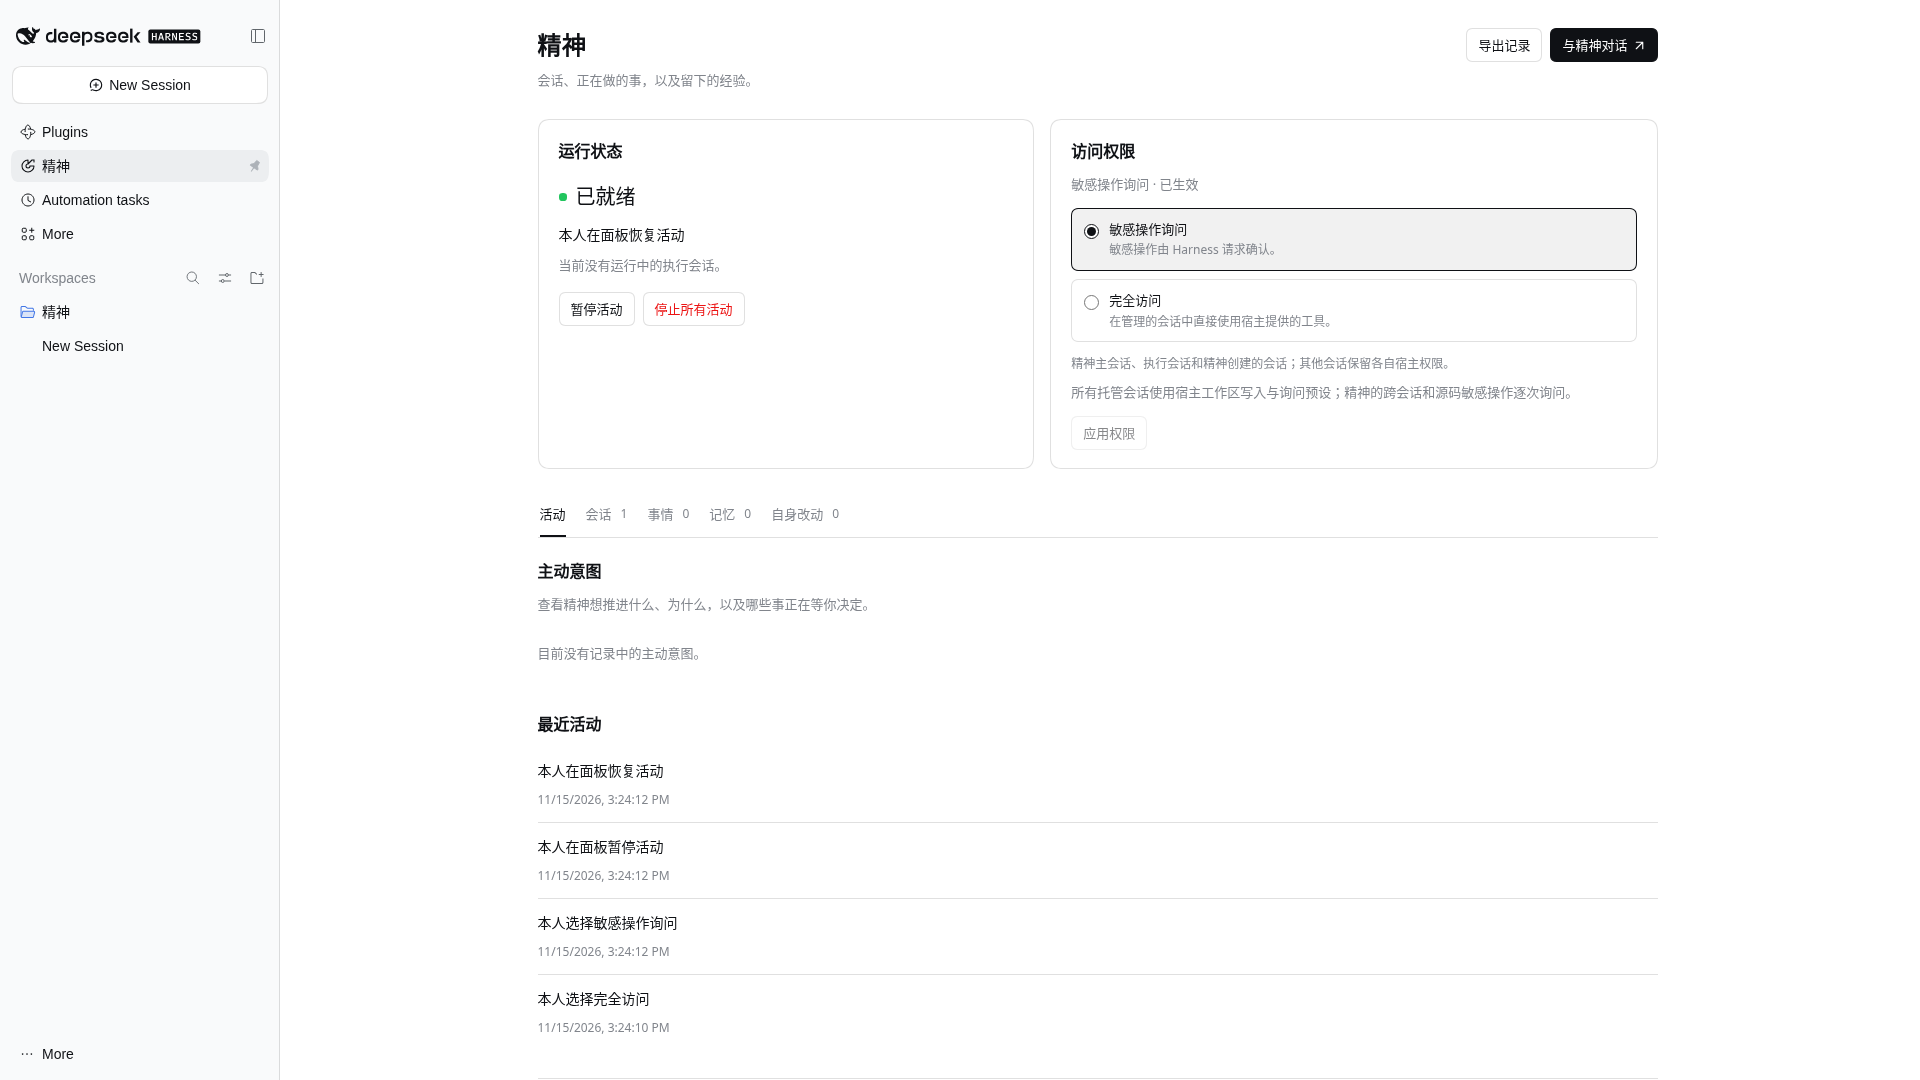 deepseek HARNESS
New Session
Plugins
精神
Automation tasks
More
Workspaces
精神
New Session
More
精神
会话、正在做的事，以及留下的经验。
导出记录
与精神对话
运行状态
已就绪
本人在面板恢复活动
当前没有运行中的执行会话。
暂停活动
停止所有活动
访问权限
敏感操作询问 · 已生效
敏感操作询问
敏感操作由 Harness 请求确认。
完全访问
在管理的会话中直接使用宿主提供的工具。
精神主会话、执行会话和精神创建的会话；其他会话保留各自宿主权限。
所有托管会话使用宿主工作区写入与询问预设；精神的跨会话和源码敏感操作逐次询问。
应用权限
活动 会话 1 事情 0 记忆 0 自身改动 0
主动意图
查看精神想推进什么、为什么，以及哪些事正在等你决定。
目前没有记录中的主动意图。
最近活动
本人在面板恢复活动
11/15/2026, 3:24:12 PM
本人在面板暂停活动
11/15/2026, 3:24:12 PM
本人选择敏感操作询问
11/15/2026, 3:24:12 PM
本人选择完全访问
11/15/2026, 3:24:10 PM